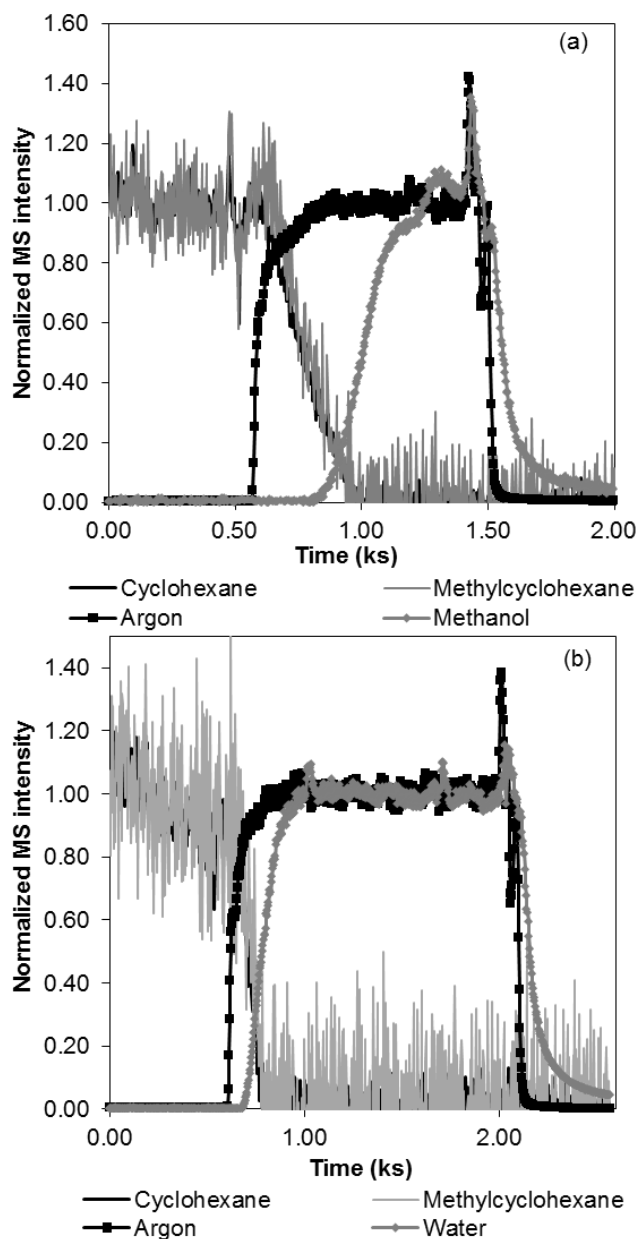 (a)
Normalized MS intensity
1.60
1.40
1.20
1.00
0.80
0.60
0.40
0.20
0.00
0.00 0.50 1.00 1.50 2.00
Time (ks)
Cyclohexane Methylcyclohexane
Argon Methanol
(b)
Normalized MS intensity
1.40
1.20
1.00
0.80
0.60
0.40
0.20
0.00
0.00 1.00 2.00
Time (ks)
Cyclohexane Methylcyclohexane
Argon Water